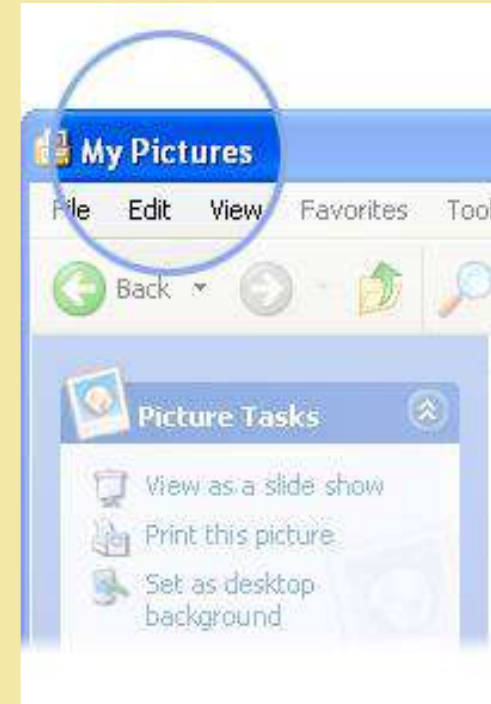 My Pictures
File Edit View Favorites Tool
Back
Picture Tasks
View as a slide show
Print this picture
Set as desktop
background